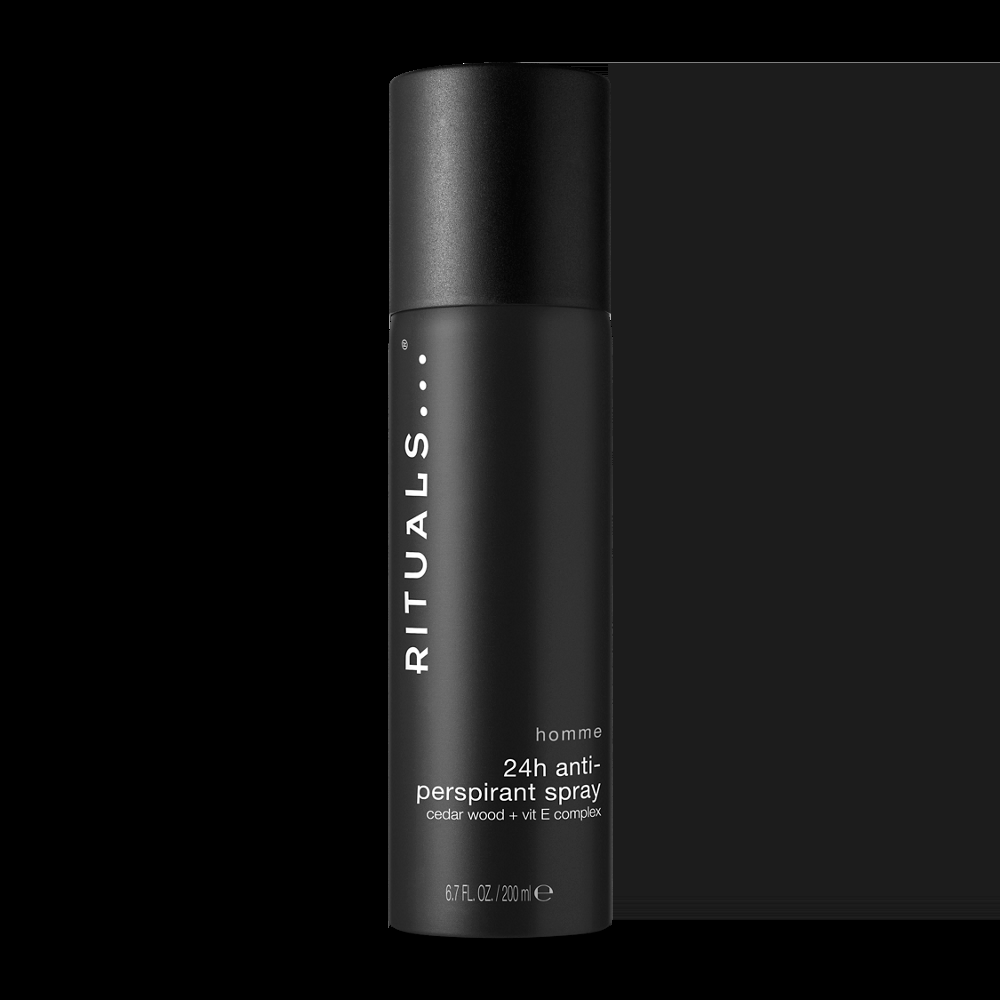 RITUALS...®
homme
24h anti-
perspirant spray
cedar wood + vit E complex
6.7 FL. OZ. / 200 ml ℮